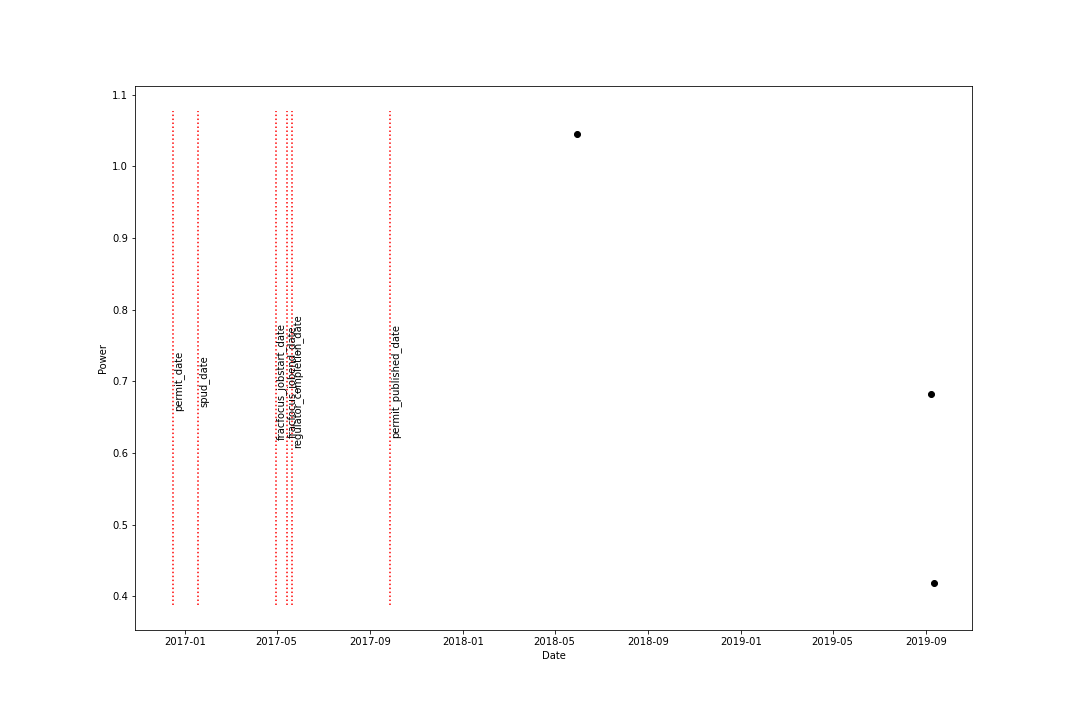 1.1
1.0
0.9
0.8
0.7
0.6
0.5
0.4
Power
permit_date
spud_date
fracfocus_jobstart_date
fracfocus_jobend_date
regulator_completion_date
permit_published_date
2017-01
2017-05
2017-09
2018-01
2018-05
2018-09
2019-01
2019-05
2019-09
Date